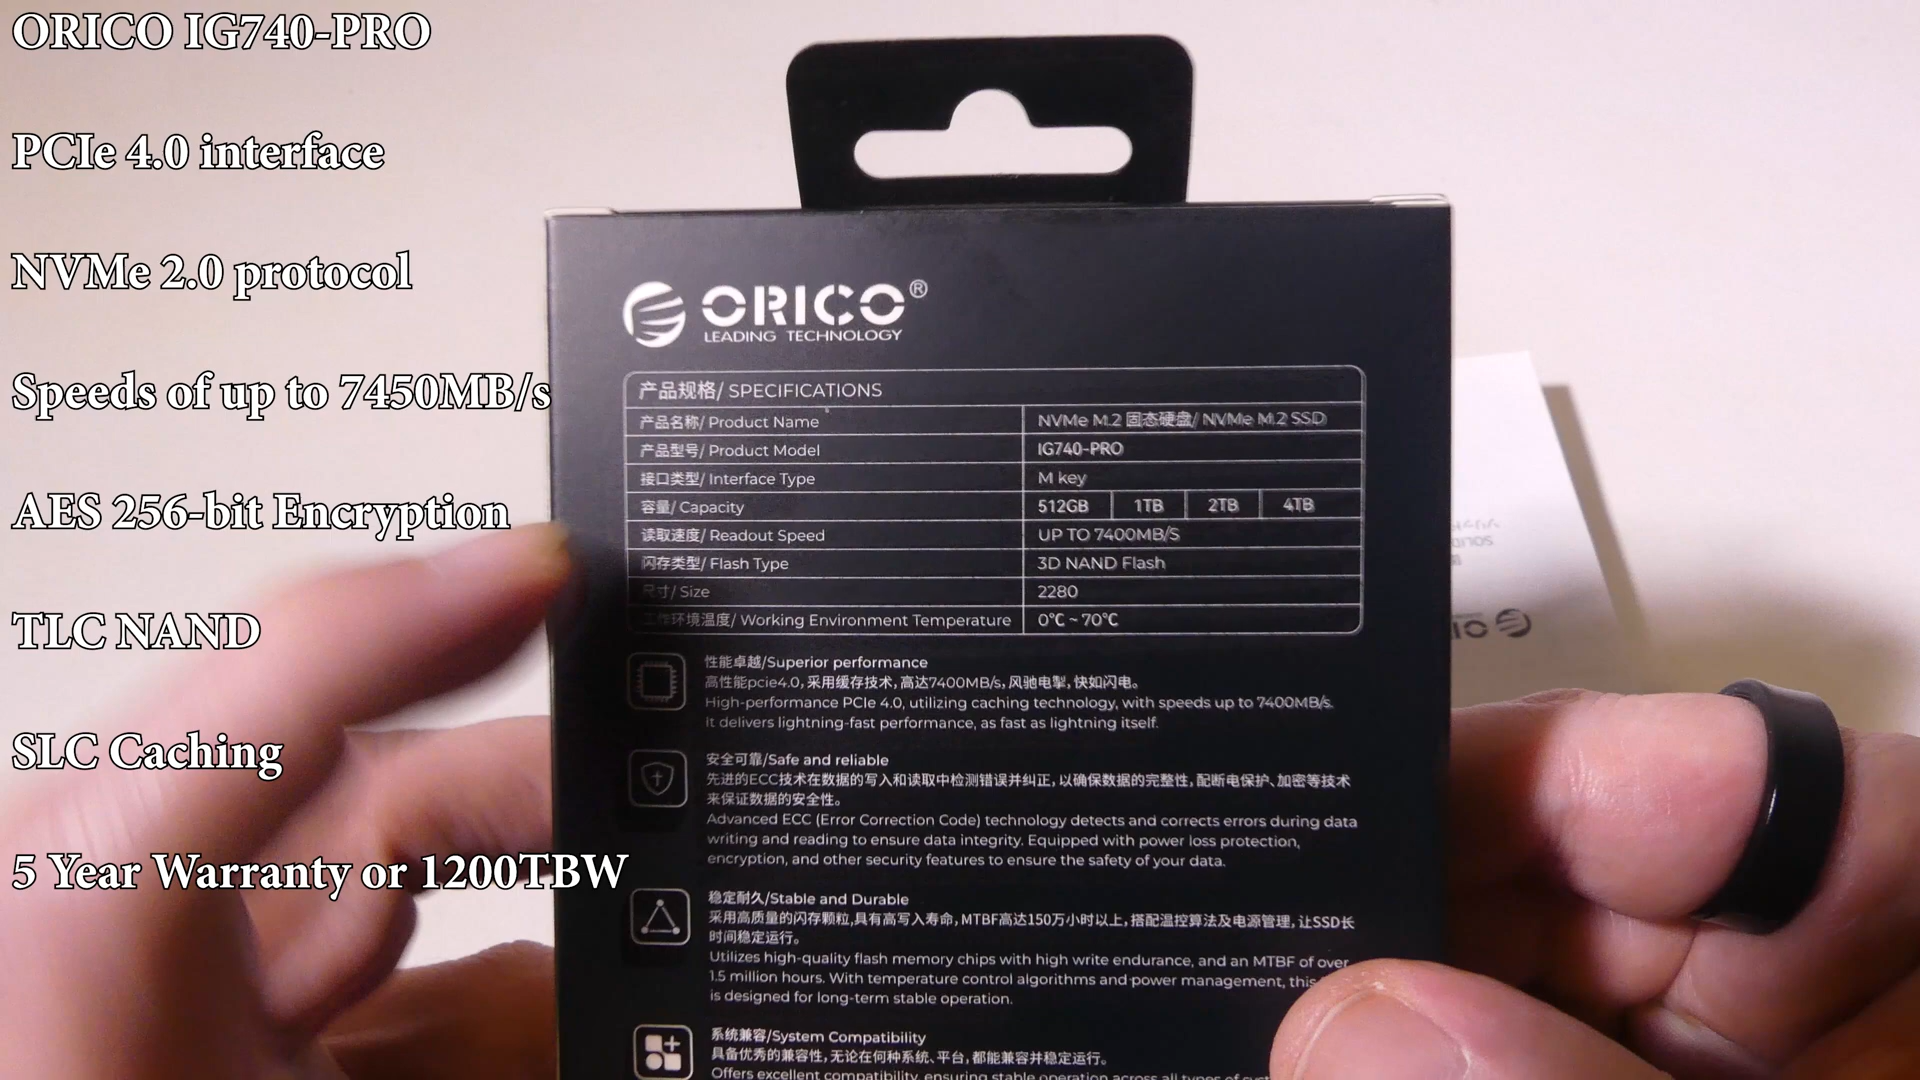 ORICO IG740-PRO
PCIe 4.0 interface
NVMe 2.0 protocol
Speeds of up to 7450MB/s
AES 256-bit Encryption
TLC NAND
SLC Caching
5 Year Warranty or 1200TBW
ORICO®
LEADING TECHNOLOGY
产品规格/ SPECIFICATIONS
产品名称/ Product Name NVMe M.2 固态硬盘/ NVMe M.2 SSD
产品型号/ Product Model IG740-PRO
接口类型/ Interface Type M key
容量/ Capacity 512GB 1TB 2TB 4TB
读取速度/ Readout Speed UP TO 7400MB/S
闪存类型/ Flash Type 3D NAND Flash
尺寸/ Size 2280
工作环境温度/ Working Environment Temperature 0℃ ~ 70℃
性能卓越/Superior performance
高性能pcie4.0，采用缓存技术，高达7400MB/s，风驰电掣，快如闪电。
High-performance PCIe 4.0, utilizing caching technology, with speeds up to 7400MB/s.
It delivers lightning-fast performance, as fast as lightning itself.
安全可靠/Safe and reliable
先进的ECC技术在数据的写入和读取中检测错误并纠正，以确保数据的完整性，配断电保护、加密等技术
来保证数据的安全性。
Advanced ECC (Error Correction Code) technology detects and corrects errors during data
writing and reading to ensure data integrity. Equipped with power loss protection,
encryption, and other security features to ensure the safety of your data.
稳定耐久/Stable and Durable
采用高质量的闪存颗粒，具有高写入寿命，MTBF高达150万小时以上，搭配温控算法及电源管理，让SSD长
时间稳定运行。
Utilizes high-quality flash memory chips with high write endurance, and an MTBF of over
1.5 million hours. With temperature control algorithms and power management, this
is designed for long-term stable operation.
系统兼容/System Compatibility
具备优秀的兼容性，无论在何种系统、平台，都能兼容并稳定运行。
Offers excellent compatibility, ensuring stable operation across all types of